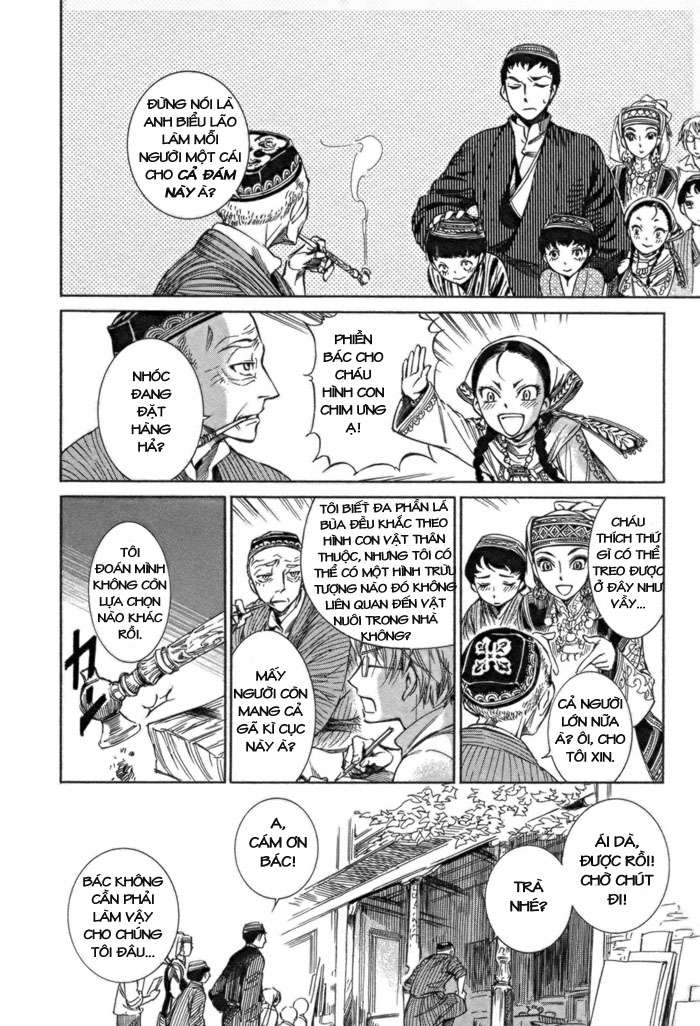 ĐỪNG NÓI LÀ
ANH BIỂU LÃO
LÀM MỖI
NGƯỜI MỘT CÁI
CHO CẢ ĐÁM
NÀY À?
PHIỀN
BÁC CHO
CHÁU
HÌNH CON
CHIM ƯNG
Ạ!
NHÓC
ĐANG
ĐẶT
HÀNG
HẢ?
CHÁU
THÍCH THỨ
GÌ CÓ THỂ
TREO ĐƯỢC
Ở ĐÂY NHƯ
VẦY...
CẢ NGƯỜI
LỚN NỮA
À? ÔI, CHO
TÔI XIN.
TÔI BIẾT ĐA PHẦN LÁ
BÙA ĐỀU KHẮC THEO
HÌNH CON VẬT THÂN
THUỘC, NHƯNG TÔI CÓ
THỂ CÓ MỘT HÌNH TRỪU
TƯỢNG NÀO ĐÓ KHÔNG
LIÊN QUAN ĐẾN VẬT
NUÔI TRONG NHÀ
KHÔNG?
MẤY
NGƯỜI CÒN
MANG CẢ
GÃ KÌ CỤC
NÀY À?
TÔI
ĐOÁN MÌNH
KHÔNG CÒN
LỰA CHỌN
NÀO KHÁC
RỒI.
ガッ
ÁI DÀ,
ĐƯỢC RỒI!
CHỜ CHÚT
ĐI!
TRÀ
NHÉ?
A,
CÁM ƠN
BÁC!
BÁC KHÔNG
CẦN PHẢI
LÀM VẬY
CHO CHÚNG
TÔI ĐÂU...